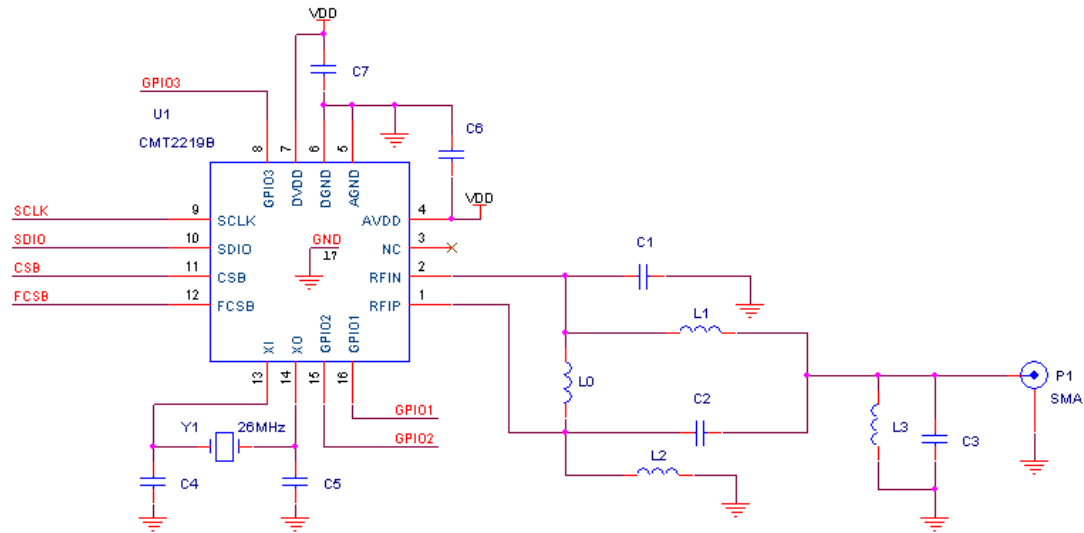 VDD
C7
GPIO3
U1
CMT2219B
C6
8
7
6
5
GPIO3
DVDD
DGND
AGND
VDD
SCLK
9
SCLK
AVDD
4
SDIO
10
SDIO
GND
17
NC
3
C1
CSB
11
CSB
RFIN
2
FCSB
12
FCSB
RFIP
1
L1
XI
XO
GPIO2
GPIO1
13
14
15
16
L0
C2
P1
SMA
GPIO1
Y1
26MHz
GPIO2
L3
C3
L2
C4
C5